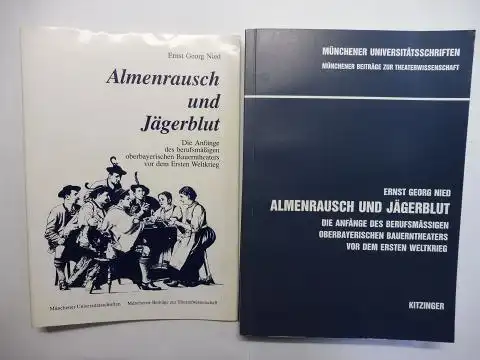 Ernst Georg Nied
Almenrausch
und
Jägerblut
Die Anfänge
des berufsmäßigen
oberbayerischen Bauerntheaters
vor dem Ersten Weltkrieg
Münchener Universitätsschriften Münchener Beiträge zur Theaterwissenschaft
MÜNCHENER UNIVERSITÄTSSCHRIFTEN
MÜNCHENER BEITRÄGE ZUR THEATERWISSENSCHAFT
ERNST GEORG NIED
ALMENRAUSCH UND JÄGERBLUT
DIE ANFÄNGE DES BERUFSMÄSSIGEN
OBERBAYERISCHEN BAUERNTHEATERS
VOR DEM ERSTEN WELTKRIEG
KITZINGER